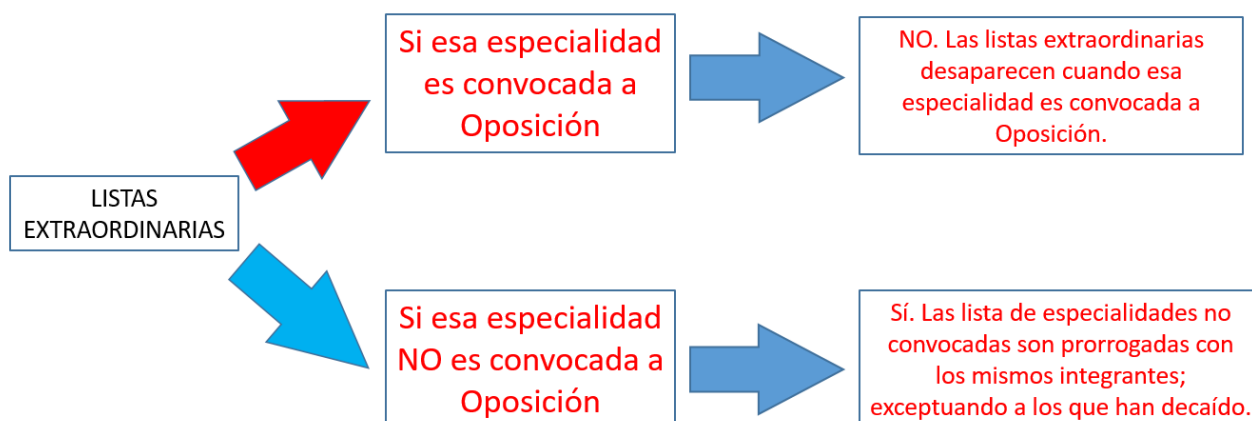 LISTAS
EXTRAORDINARIAS
Si esa especialidad
es convocada a
Oposición
NO. Las listas extraordinarias
desaparecen cuando esa
especialidad es convocada a
Oposición.
Si esa especialidad
NO es convocada a
Oposición
Sí. Las lista de especialidades no
convocadas son prorrogadas con
los mismos integrantes;
exceptuando a los que han decaído.